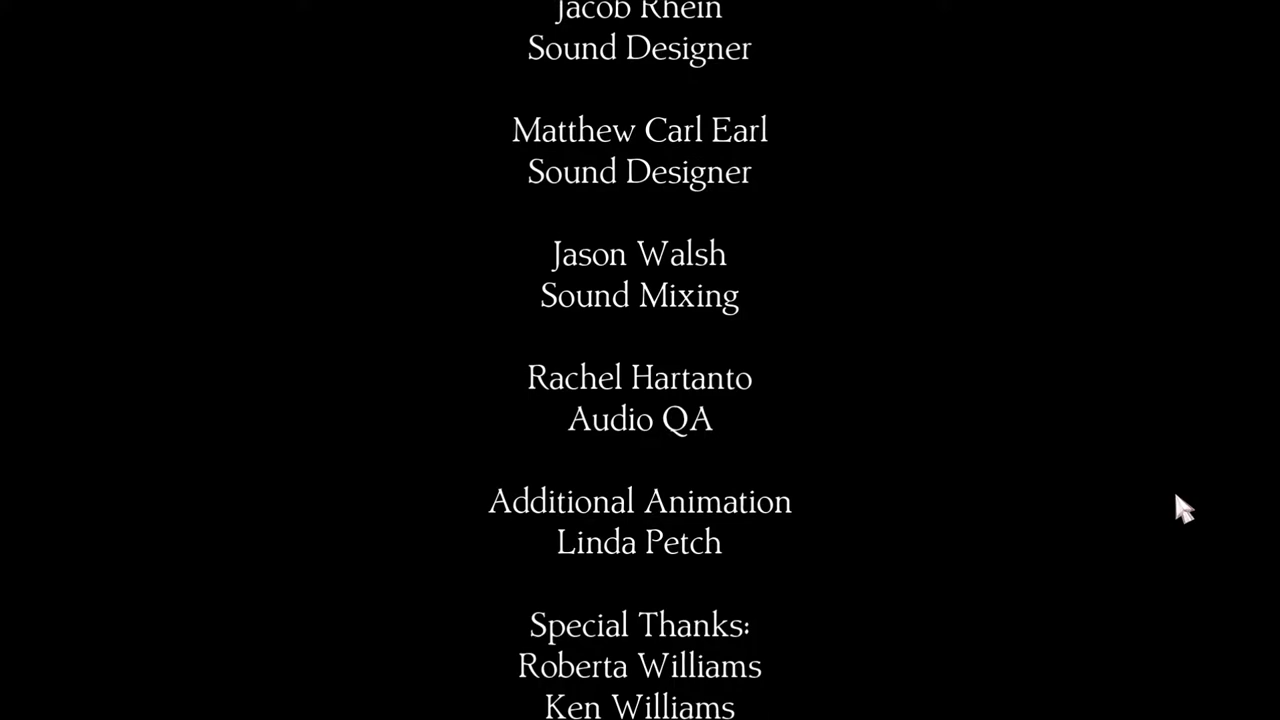 Jacob Rhein
Sound Designer
Matthew Carl Earl
Sound Designer
Jason Walsh
Sound Mixing
Rachel Hartanto
Audio QA
Additional Animation
Linda Petch
Special Thanks:
Roberta Williams
Ken Williams